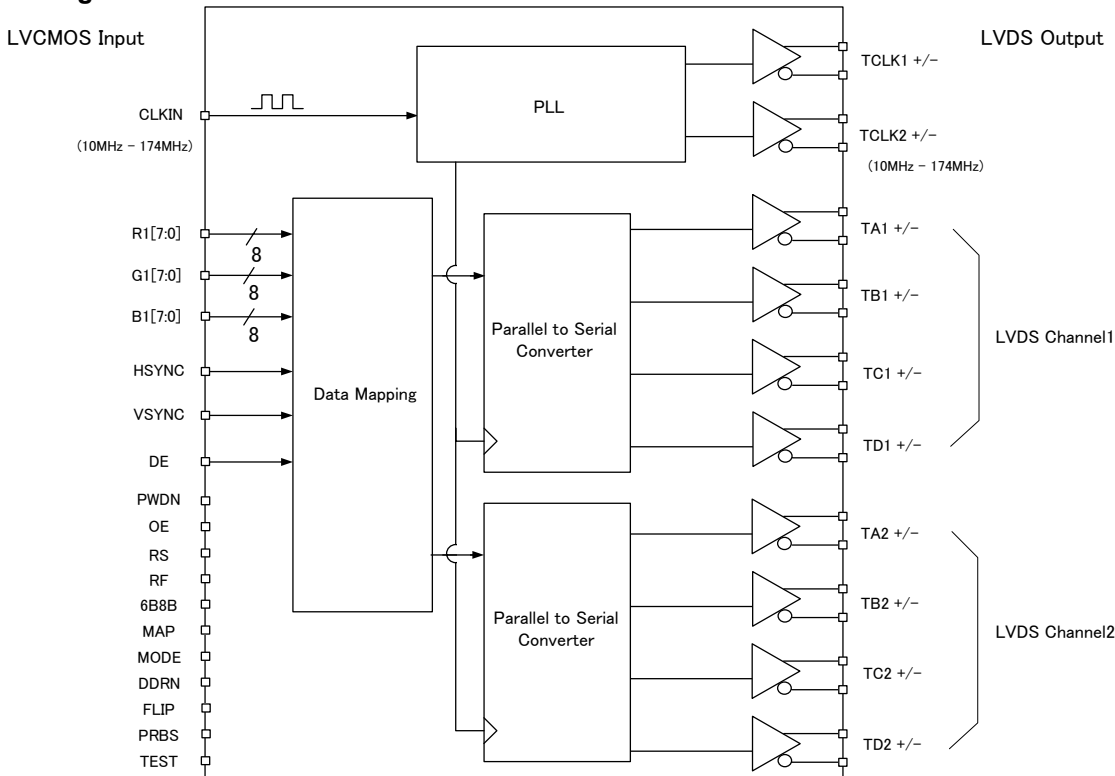 LVCMOS Input
LVDS Output
CLKIN
(10MHz - 174MHz)
PLL
TCLK1 +/-
TCLK2 +/-
(10MHz - 174MHz)
R1[7:0]
8
G1[7:0]
8
B1[7:0]
8
HSYNC
VSYNC
DE
PWDN
OE
RS
RF
6B8B
MAP
MODE
DDRN
FLIP
PRBS
TEST
Data Mapping
Parallel to Serial
Converter
TA1 +/-
TB1 +/-
TC1 +/-
TD1 +/-
LVDS Channel1
Parallel to Serial
Converter
TA2 +/-
TB2 +/-
TC2 +/-
TD2 +/-
LVDS Channel2